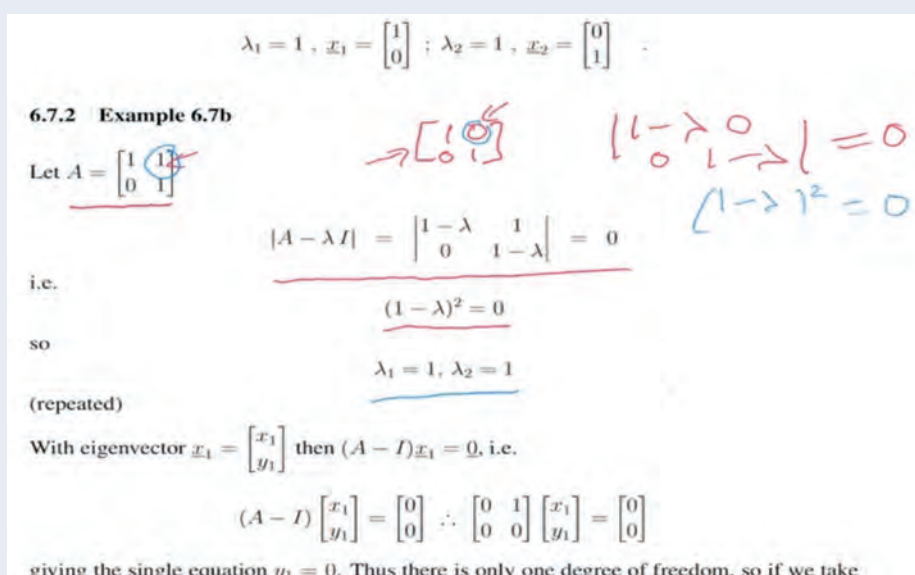 λ₁ = 1 , x₁ = [1 0] ; λ₂ = 1 , x₂ = [0 1] .
6.7.2 Example 6.7b
Let A = [1 1; 0 1]
[1 0; 0 1]
|1-λ 0; 0 1-λ| = 0
(1-λ)² = 0
|A − λ I| = |1 − λ 1; 0 1 − λ| = 0
i.e.
(1 − λ)² = 0
so
λ₁ = 1, λ₂ = 1
(repeated)
With eigenvector x₁ = [x₁; y₁] then (A − I)x₁ = 0, i.e.
(A − I) [x₁; y₁] = [0; 0] ∴ [0 1; 0 0] [x₁; y₁] = [0; 0]
giving the single equation y₁ = 0. Thus there is only one degree of freedom, so if we take